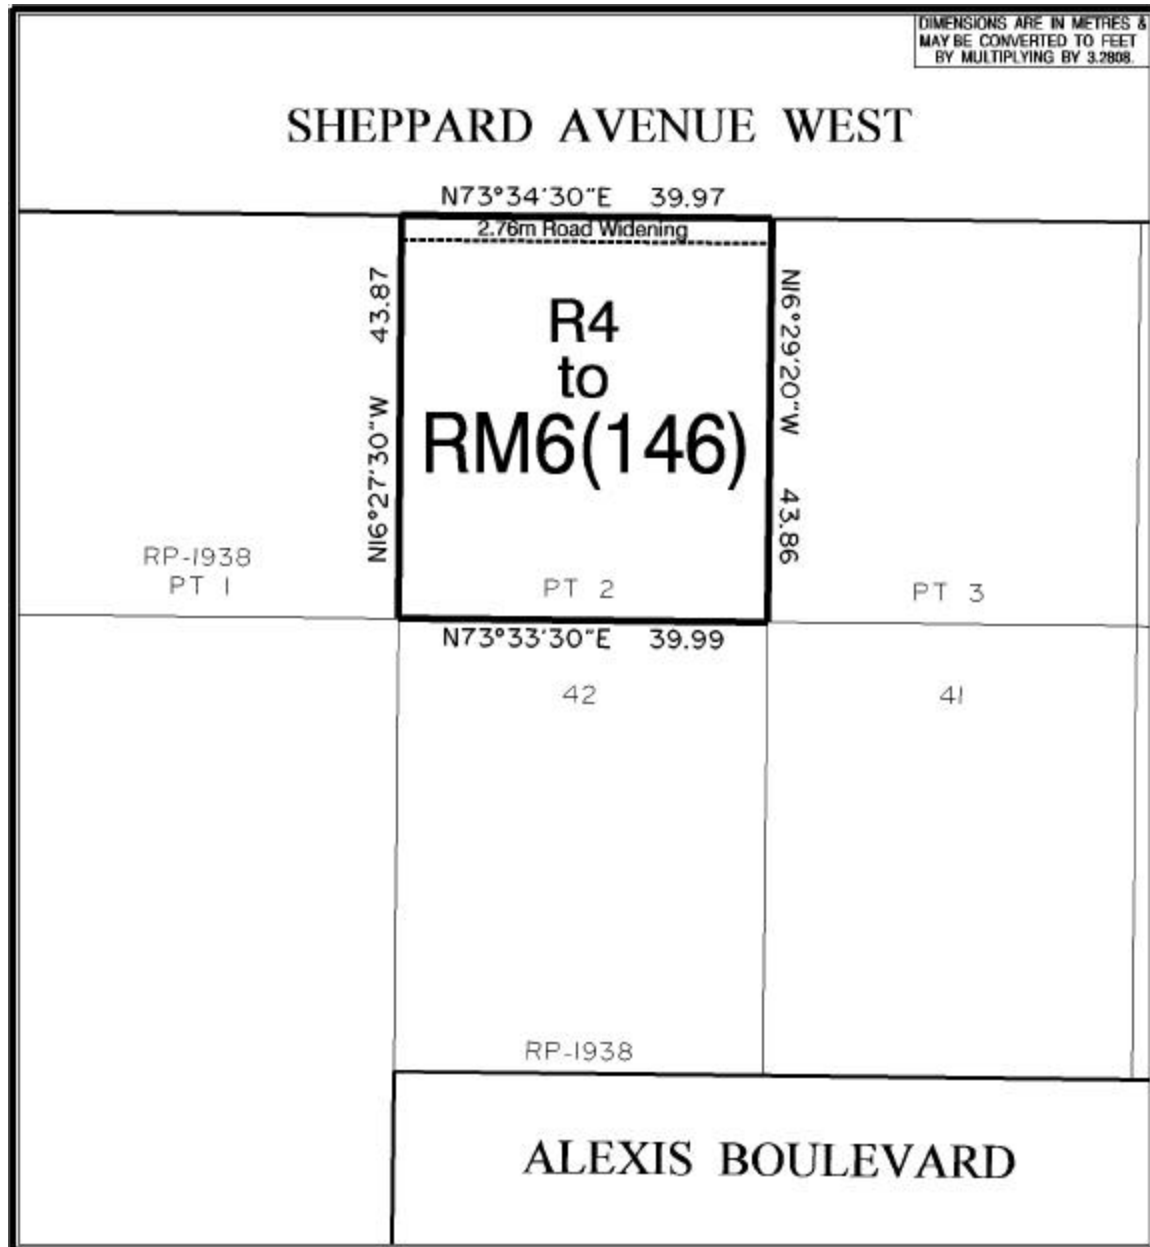 DIMENSIONS ARE IN METRES &
MAY BE CONVERTED TO FEET
BY MULTIPLYING BY 3.2808.
SHEPPARD AVENUE WEST
N73°34'30"E 39.97
2.76m Road Widening
N16°27'30"W 43.87
R4
to
RM6(146)
N16°29'20"W 43.86
RP-1938
PT 1
PT 2
PT 3
N73°33'30"E 39.99
42
41
RP-1938
ALEXIS BOULEVARD